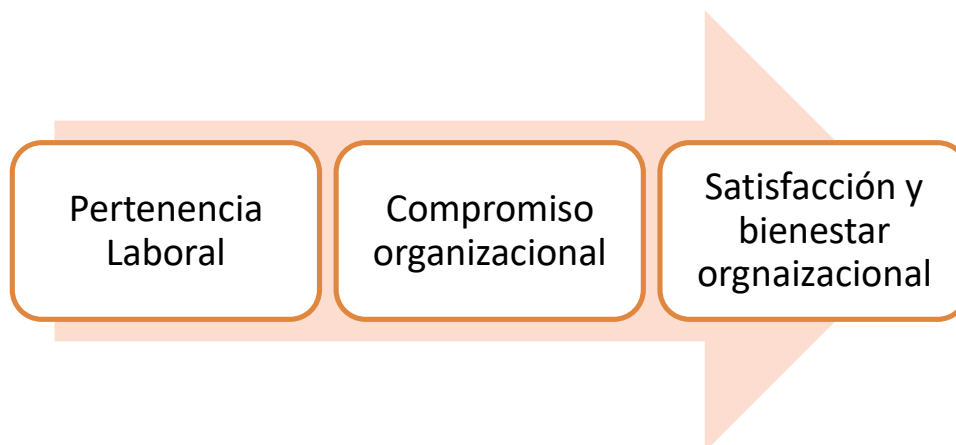 Pertenencia
Laboral
Compromiso
organizacional
Satisfacción y
bienestar
orgnaizacional